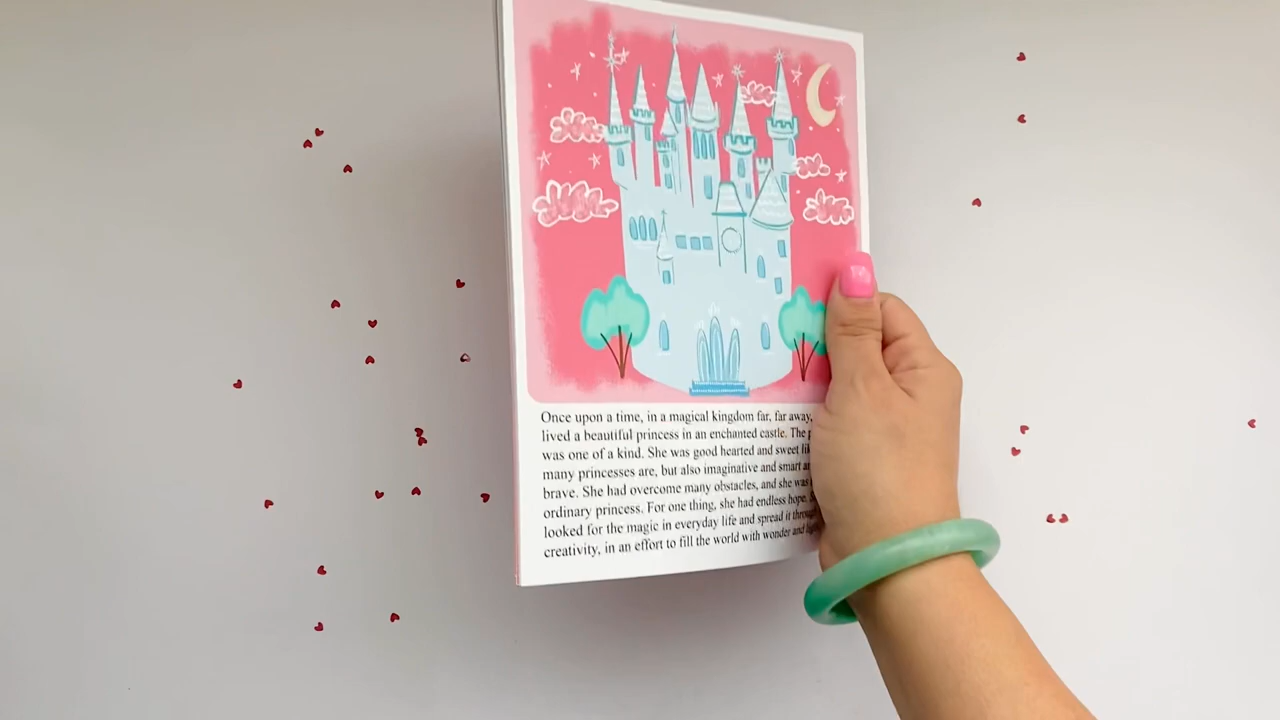 Once upon a time, in a magical kingdom far, far away,
lived a beautiful princess in an enchanted castle. The
was one of a kind. She was good hearted and sweet
many princesses are, but also imaginative and smart
brave. She had overcome many obstacles, and she was
ordinary princess. For one thing, she had endless hope.
looked for the magic in everyday life and spread it
creativity, in an effort to fill the world with wonder and